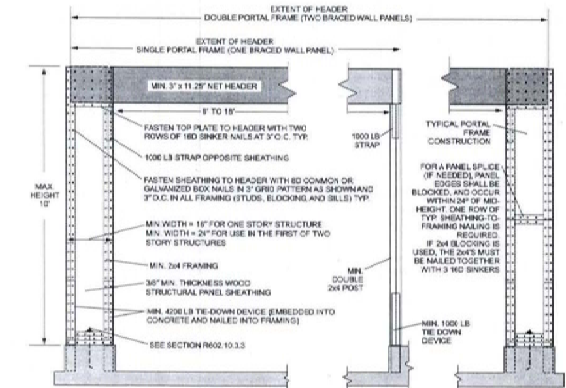 EXTENT OF HEADER
DOUBLE PORTAL FRAME (TWO BRACED WALL PANELS)
EXTENT OF HEADER
SINGLE PORTAL FRAME (ONE BRACED WALL PANEL)
MIN. 3" x 11.25" NET HEADER
6' TO 18'
FASTEN TOP PLATE TO HEADER WITH TWO
ROWS OF 16D SINKER NAILS AT 3" O.C. TYP.
1000 LB STRAP OPPOSITE SHEATHING
FASTEN SHEATHING TO HEADER WITH 8D COMMON OR
GALVANIZED BOX NAILS IN 3" GRID PATTERN AS SHOWN AND
3" O.C. IN ALL FRAMING (STUDS, BLOCKING, AND SILLS) TYP.
MAX
HEIGHT
10'
MIN WIDTH = 16" FOR ONE STORY STRUCTURE
MIN. WIDTH = 24" FOR USE IN THE FIRST OF TWO
STORY STRUCTURES
MIN. 2x4 FRAMING
3/8" MIN. THICKNESS WOOD
STRUCTURAL PANEL SHEATHING
MIN. 4200 LB TIE-DOWN DEVICE (EMBEDDED INTO
CONCRETE AND NAILED INTO FRAMING)
SEE SECTION R602.10.3.3
1000 LB
STRAP
MIN.
DOUBLE
2x4 POST
MIN. 1000 LB
TIE DOWN
DEVICE
TYPICAL PORTAL
FRAME
CONSTRUCTION
FOR A PANEL SPLICE
(IF NEEDED), PANEL
EDGES SHALL BE
BLOCKED, AND OCCUR
WITHIN 24" OF MID-
HEIGHT. ONE ROW OF
TYP. SHEATHING-TO-
FRAMING NAILING IS
REQUIRED.
IF 2x4 BLOCKING IS
USED, THE 2x4'S MUST
BE NAILED TOGETHER
WITH 3 16D SINKERS